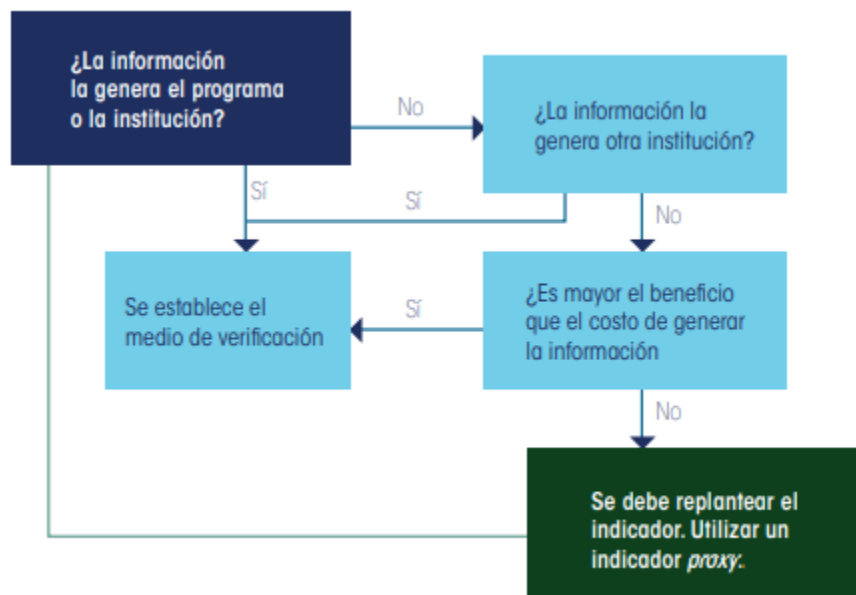 ¿La información
la genera el programa
o la institución?
No
¿La información la
genera otra institución?
Sí
Sí
No
Se establece el
medio de verificación
Sí
¿Es mayor el beneficio
que el costo de generar
la información
No
Se debe replantear el
indicador. Utilizar un
indicador proxy.